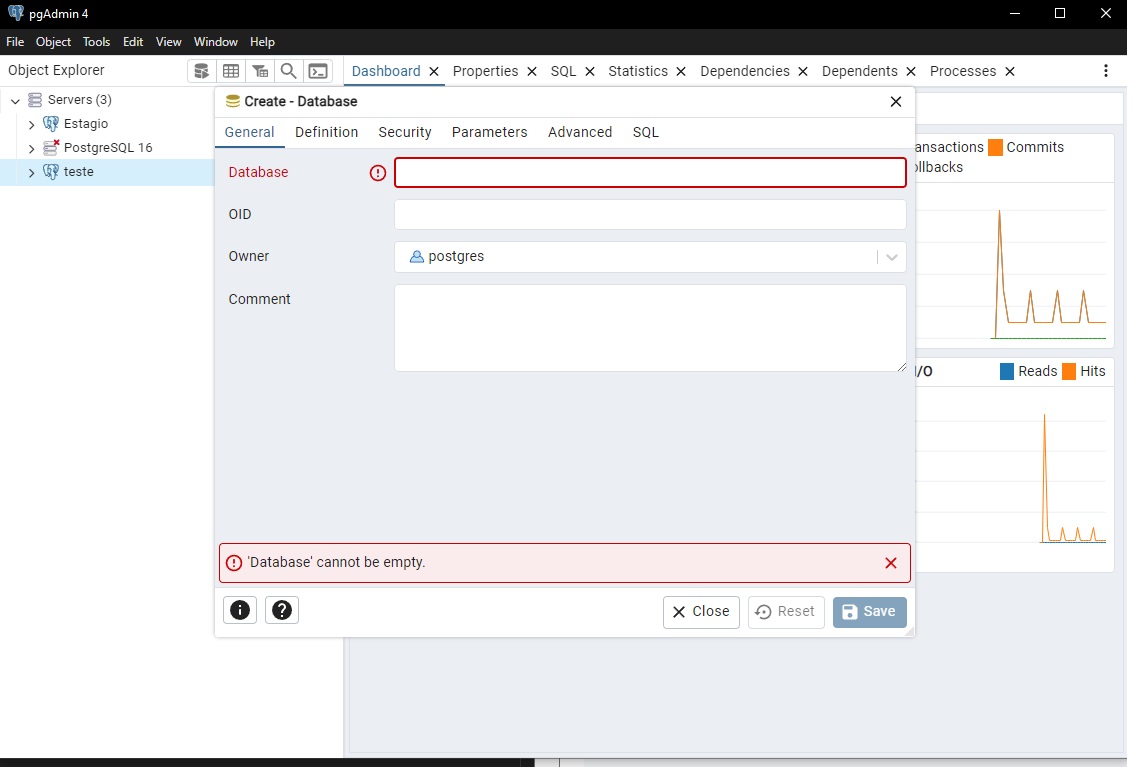 pgAdmin 4
File Object Tools Edit View Window Help
Object Explorer
Dashboard Properties SQL Statistics Dependencies Dependents Processes
Servers (3)
Estagio
PostgreSQL 16
teste
Create - Database
General Definition Security Parameters Advanced SQL
Database
OID
Owner postgres
Comment
'Database' cannot be empty.
Close Reset Save
ansactions Commits
ollbacks
I/O Reads Hits